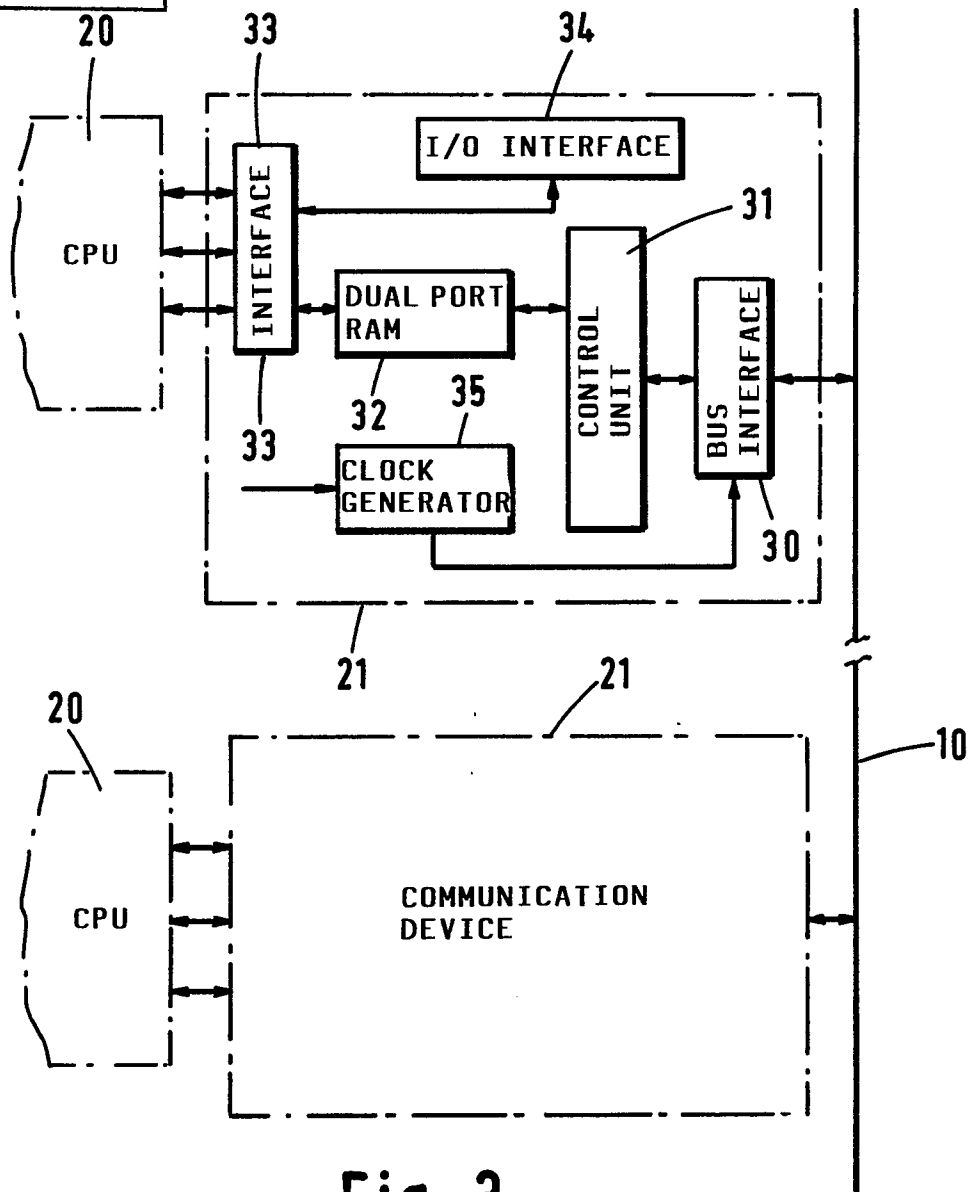 20
33
34
I/O INTERFACE
31
CPU
INTERFACE
DUAL PORT
RAM
CONTROL
UNIT
BUS
INTERFACE
32
35
33
CLOCK
GENERATOR
30
21
21
20
10
COMMUNICATION
DEVICE
CPU